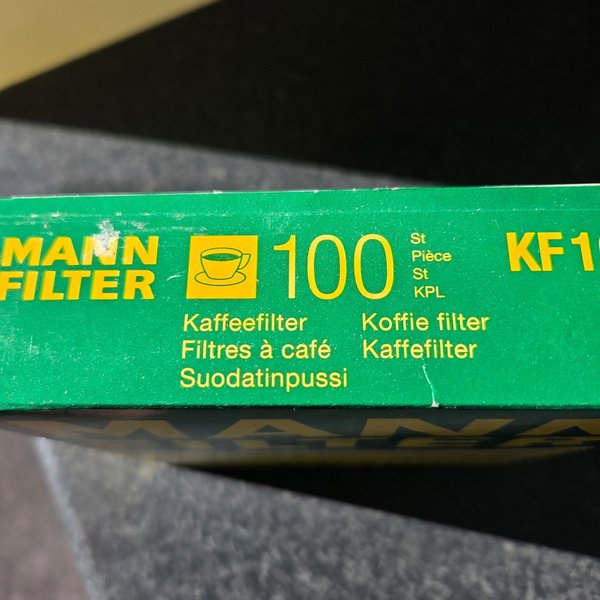 MANN
FILTER
100
St
Pièce
St
KPL
Kaffeefilter
Filtres à café
Suodatinpussi
Koffie filter
Kaffefilter